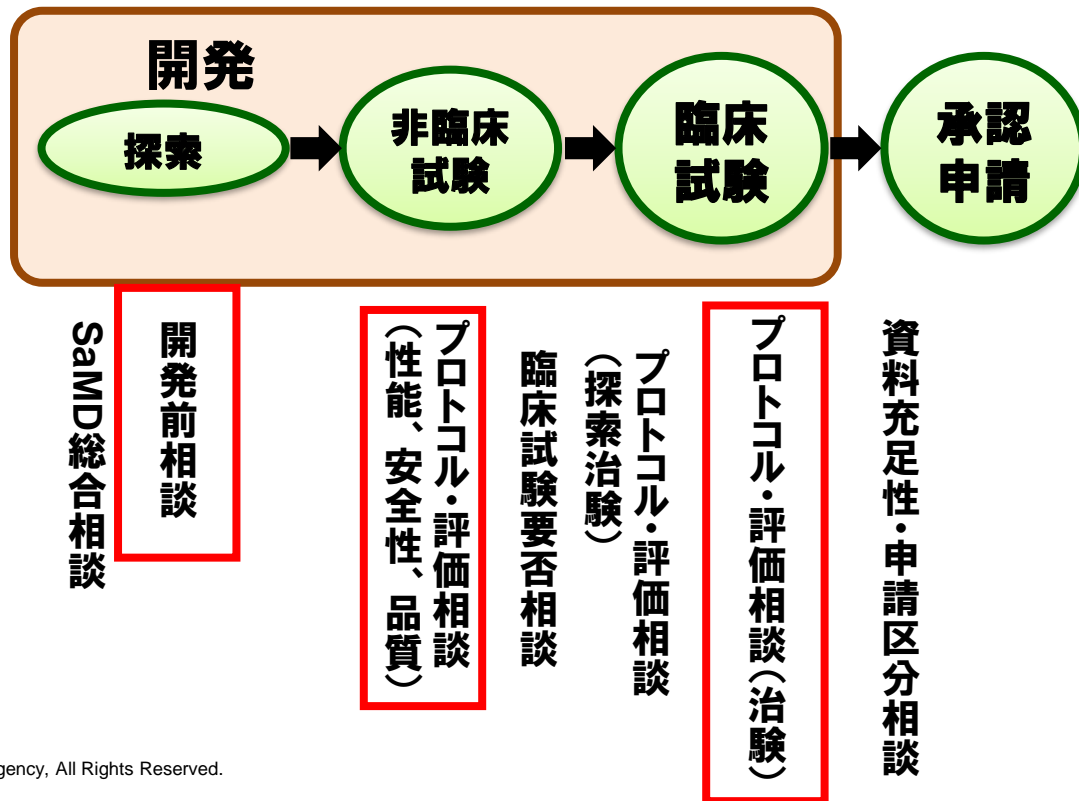 開発
探索
非臨床
試験
臨床
試験
承認
申請
SaMD総合相談
開発前相談
プロトコル・評価相談
（性能、安全性、品質）
臨床試験要否相談
プロトコル・評価相談
（探索治験）
プロトコル・評価相談（治験）
資料充足性・申請区分相談
gency, All Rights Reserved.